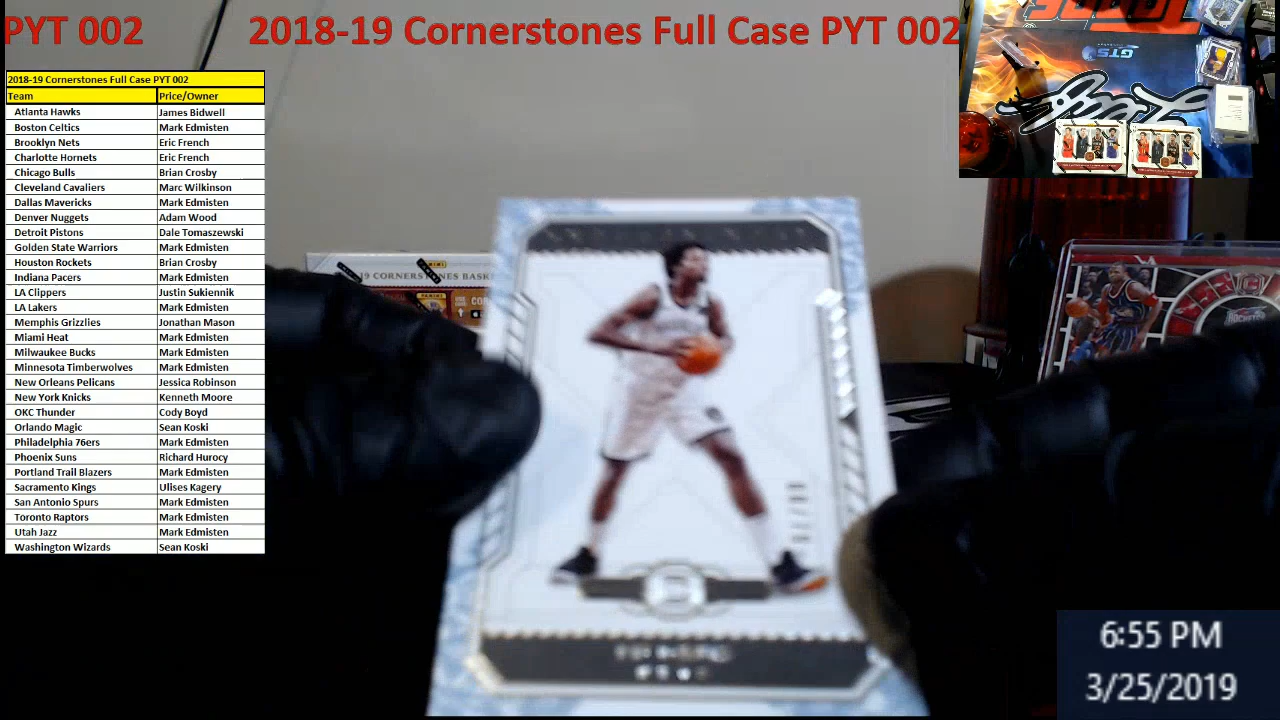 PYT 002 2018-19 Cornerstones Full Case PYT 002
2018-19 Cornerstones Full Case PYT 002
Team Price/Owner
Atlanta Hawks James Bidwell
Boston Celtics Mark Edmisten
Brooklyn Nets Eric French
Charlotte Hornets Eric French
Chicago Bulls Brian Crosby
Cleveland Cavaliers Marc Wilkinson
Dallas Mavericks Mark Edmisten
Denver Nuggets Adam Wood
Detroit Pistons Dale Tomaszewski
Golden State Warriors Mark Edmisten
Houston Rockets Brian Crosby
Indiana Pacers Mark Edmisten
LA Clippers Justin Sukiennik
LA Lakers Mark Edmisten
Memphis Grizzlies Jonathan Mason
Miami Heat Mark Edmisten
Milwaukee Bucks Mark Edmisten
Minnesota Timberwolves Mark Edmisten
New Orleans Pelicans Jessica Robinson
New York Knicks Kenneth Moore
OKC Thunder Cody Boyd
Orlando Magic Sean Koski
Philadelphia 76ers Mark Edmisten
Phoenix Suns Richard Hurocy
Portland Trail Blazers Mark Edmisten
Sacramento Kings Ulises Kagery
San Antonio Spurs Mark Edmisten
Toronto Raptors Mark Edmisten
Utah Jazz Mark Edmisten
Washington Wizards Sean Koski
GTS
PANINI
PANINI
6:55 PM
3/25/2019